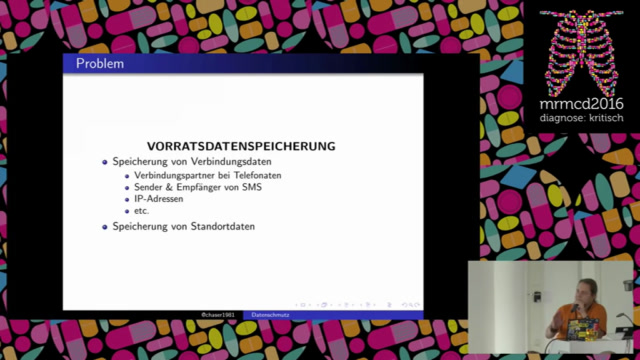 Problem
VORRATSDATENSPEICHERUNG
Speicherung von Verbindungsdaten
Verbindungspartner bei Telefonaten
Sender & Empfänger von SMS
IP-Adressen
etc.
Speicherung von Standortdaten
@chaser1981
Datenschmutz
mrmcd2016
diagnose: kritisch